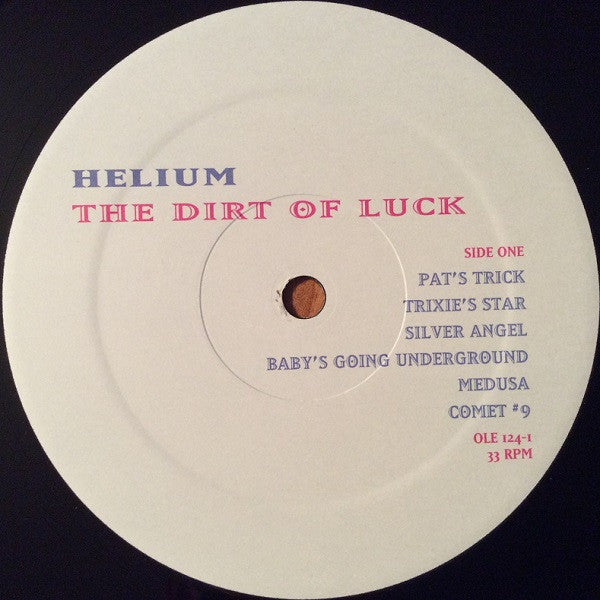 HELIUM
THE DIRT OF LUCK
SIDE ONE
PAT'S TRICK
TRIXIE'S STAR
SILVER ANGEL
BABY'S GOING UNDERGROUND
MEDUSA
COMET #9
OLE 124-1
33 RPM